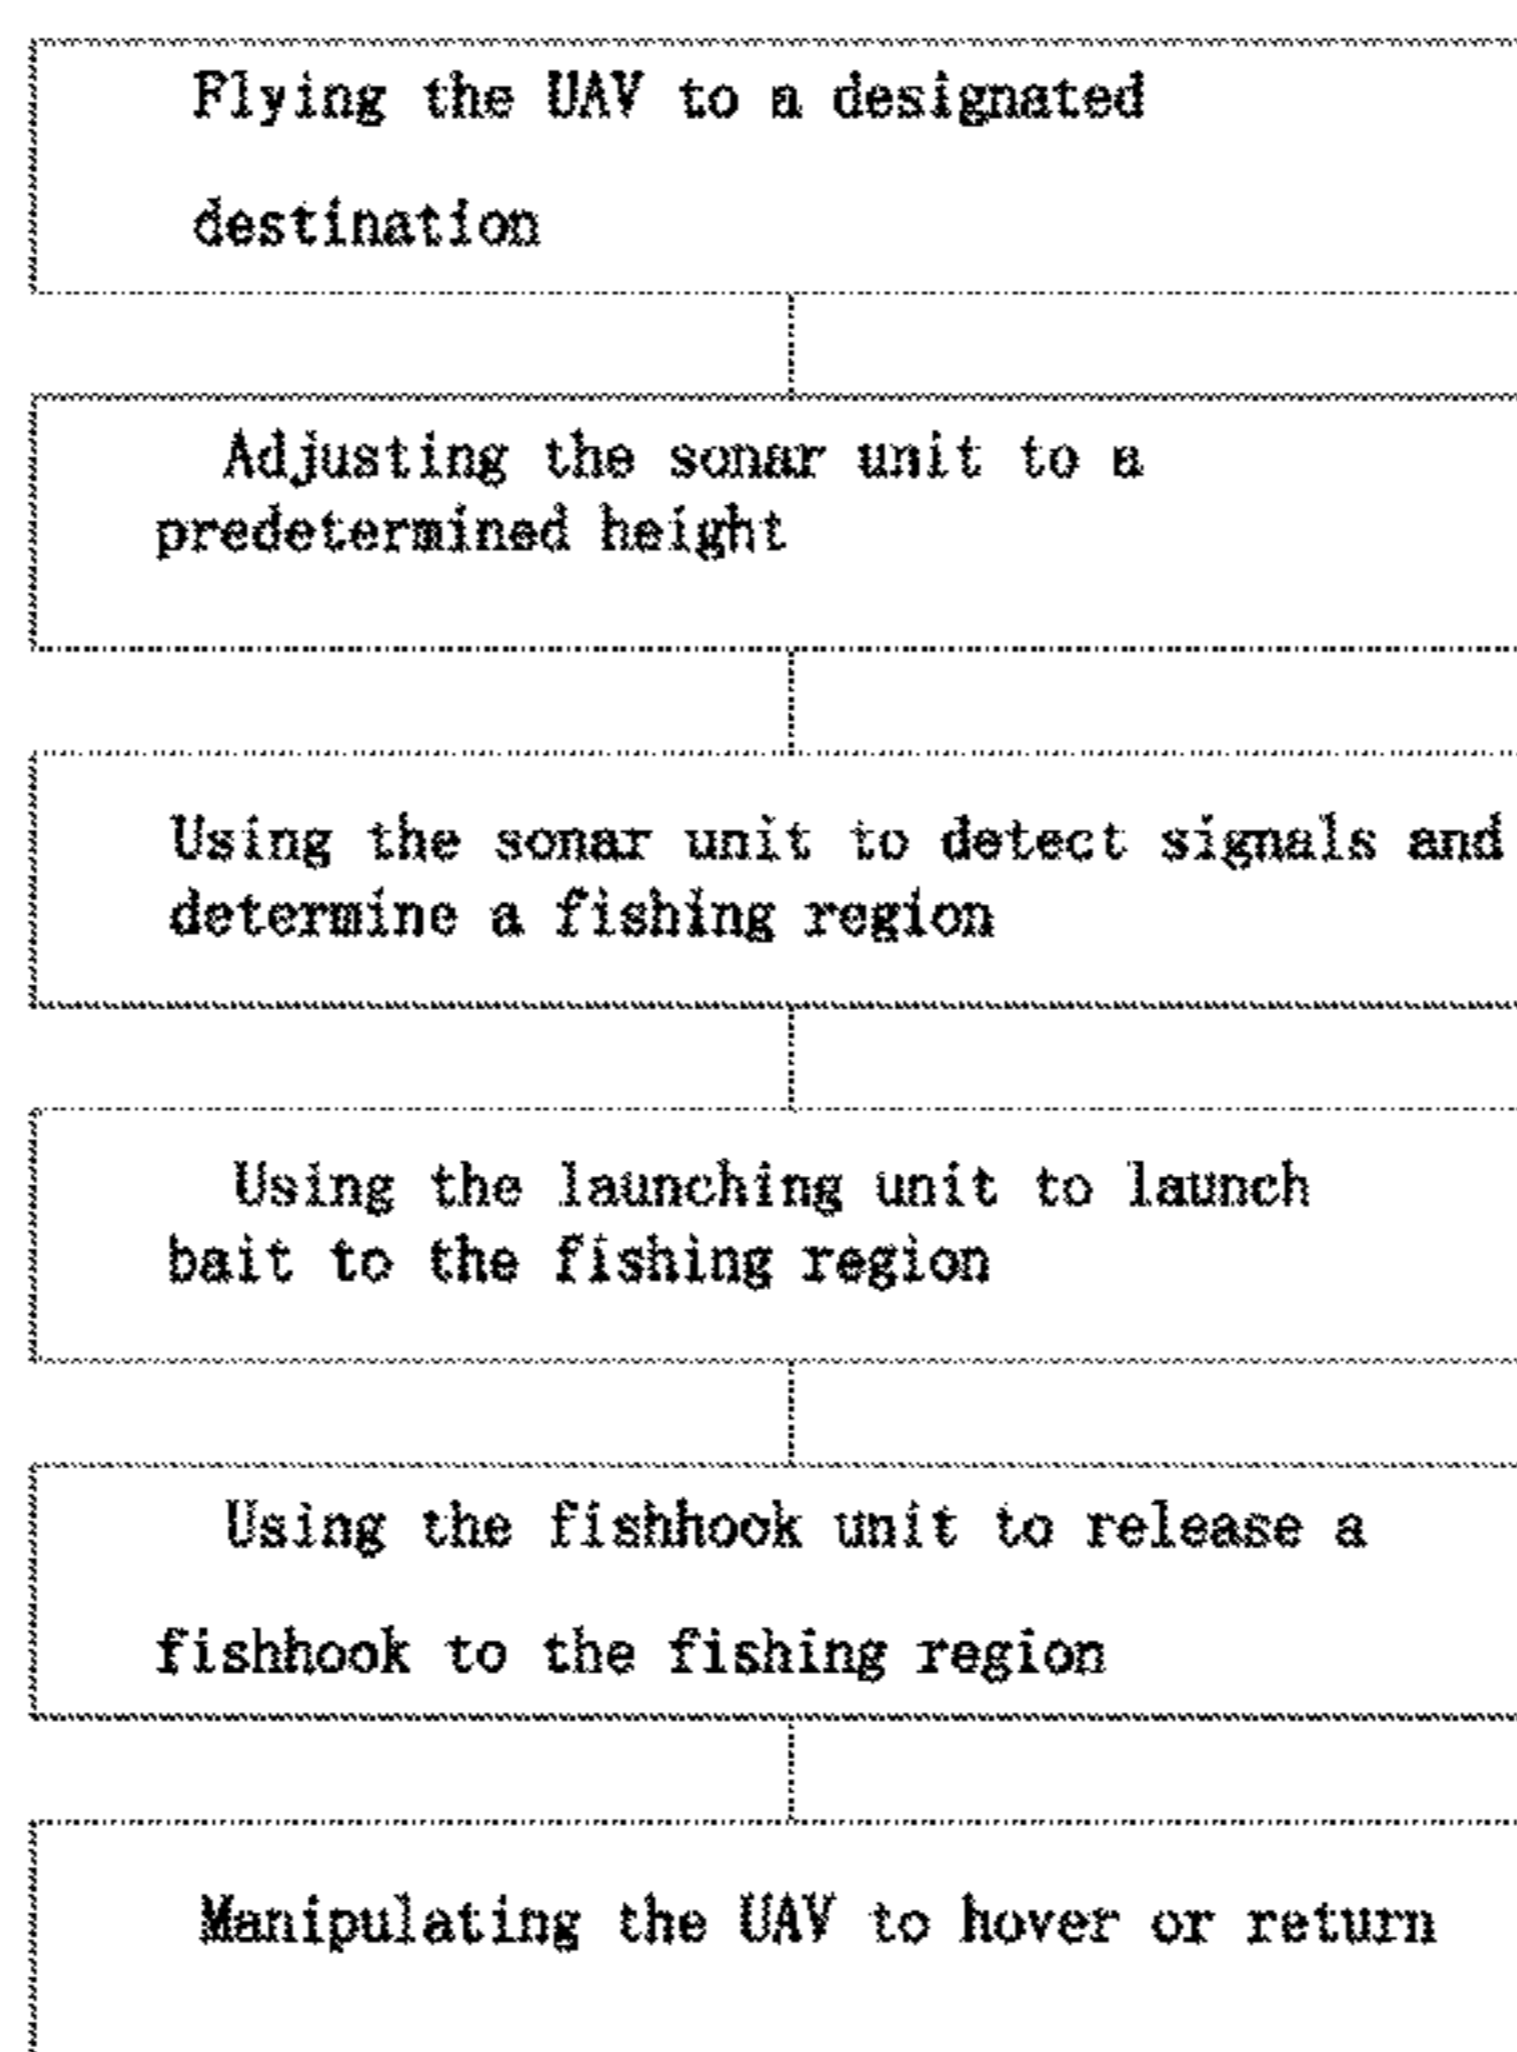 Flying the UAV to a designated
destination
Adjusting the sonar unit to a
predetermined height
Using the sonar unit to detect signals and
determine a fishing region
Using the launching unit to launch
bait to the fishing region
Using the fishhook unit to release a
fishhook to the fishing region
Manipulating the UAV to hover or return